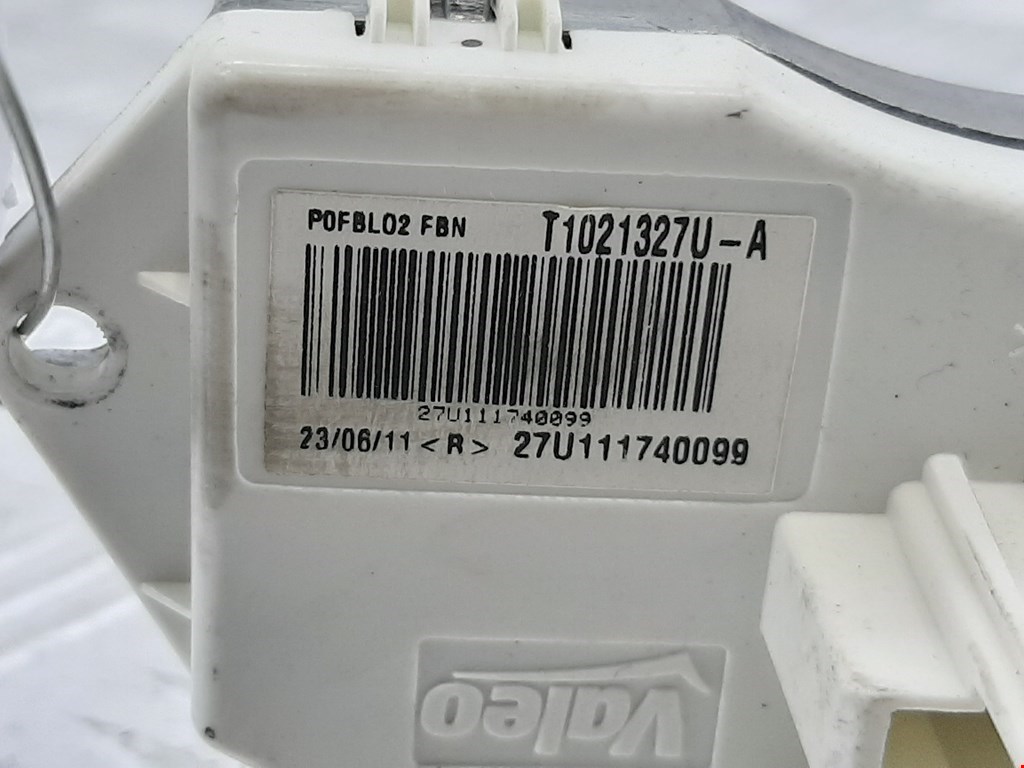 P0FBL02 FBN T1021327U-A
27U111740099
23/06/11 <R> 27U111740099
Valeo